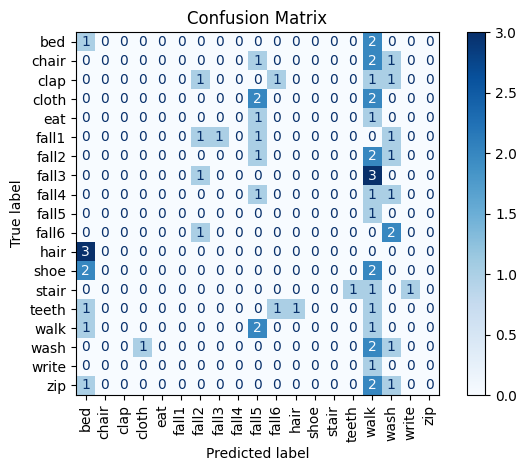 Confusion Matrix
True label
bed 1 0 0 0 0 0 0 0 0 0 0 0 0 0 0 2 0 0 0
chair 0 0 0 0 0 0 0 0 0 1 0 0 0 0 0 2 1 0 0
clap 0 0 0 0 0 0 1 0 0 0 1 0 0 0 0 1 1 0 0
cloth 0 0 0 0 0 0 0 0 0 2 0 0 0 0 0 2 0 0 0
eat 0 0 0 0 0 0 0 0 0 1 0 0 0 0 0 1 0 0 0
fall1 0 0 0 0 0 0 1 1 0 1 0 0 0 0 0 0 1 0 0
fall2 0 0 0 0 0 0 0 0 0 1 0 0 0 0 0 2 1 0 0
fall3 0 0 0 0 0 0 1 0 0 0 0 0 0 0 0 3 0 0 0
fall4 0 0 0 0 0 0 0 0 0 1 0 0 0 0 0 1 1 0 0
fall5 0 0 0 0 0 0 0 0 0 0 0 0 0 0 0 1 0 0 0
fall6 0 0 0 0 0 0 1 0 0 0 0 0 0 0 0 0 2 0 0
hair 3 0 0 0 0 0 0 0 0 0 0 0 0 0 0 0 0 0 0
shoe 2 0 0 0 0 0 0 0 0 0 0 0 0 0 0 2 0 0 0
stair 0 0 0 0 0 0 0 0 0 0 0 0 0 0 1 1 0 1 0
teeth 1 0 0 0 0 0 0 0 0 0 1 1 0 0 0 1 0 0 0
walk 1 0 0 0 0 0 0 0 0 2 0 0 0 0 0 1 0 0 0
wash 0 0 0 1 0 0 0 0 0 0 0 0 0 0 0 2 1 0 0
write 0 0 0 0 0 0 0 0 0 0 0 0 0 0 0 1 0 0 0
zip 1 0 0 0 0 0 0 0 0 0 0 0 0 0 0 2 1 0 0
bed chair clap cloth eat fall1 fall2 fall3 fall4 fall5 fall6 hair shoe stair teeth walk wash write zip
Predicted label
3.0
2.5
2.0
1.5
1.0
0.5
0.0